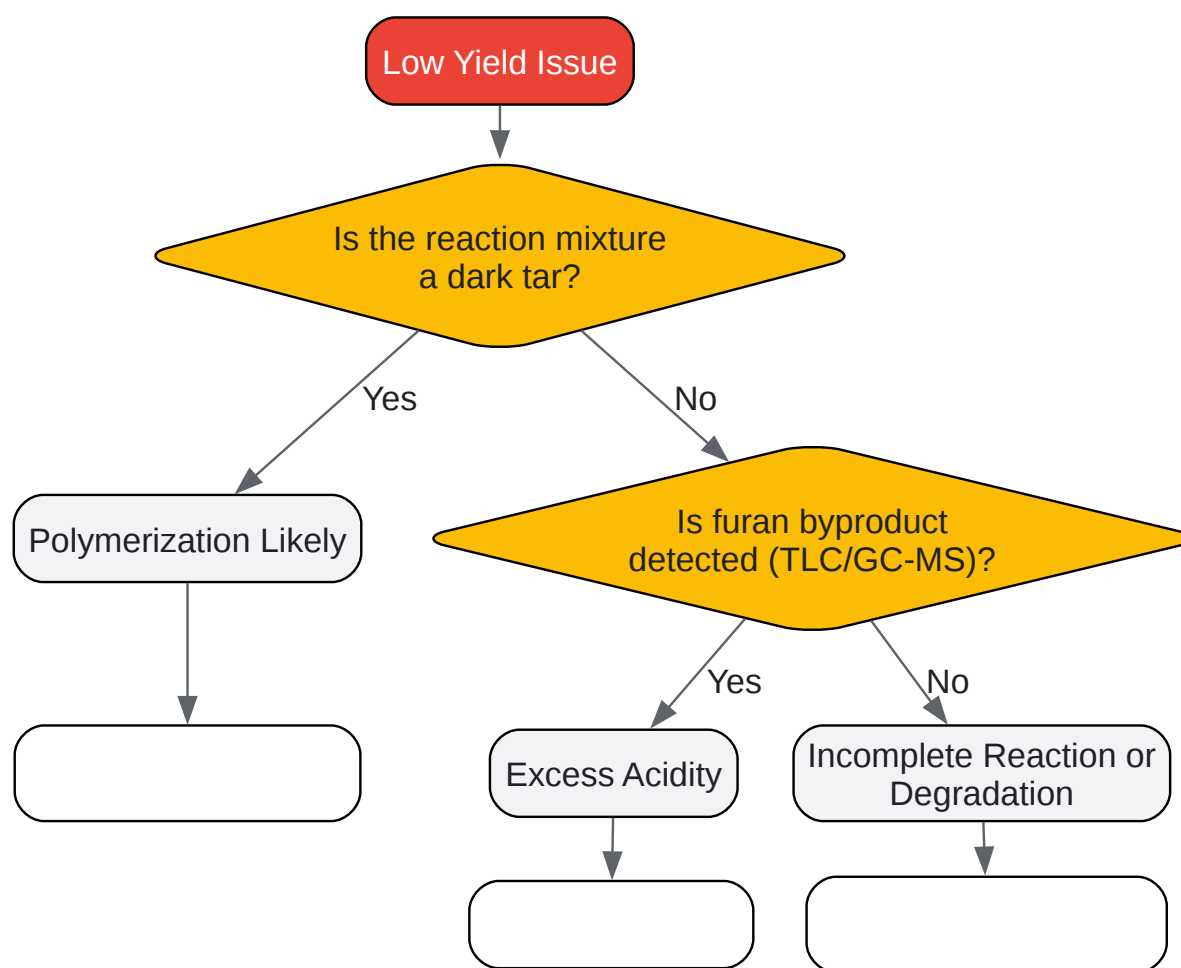 Low Yield Issue
Is the reaction mixture
a dark tar?
Yes
No
Polymerization Likely
Is furan byproduct
detected (TLC/GC-MS)?
Yes
No
Excess Acidity
Incomplete Reaction or
Degradation